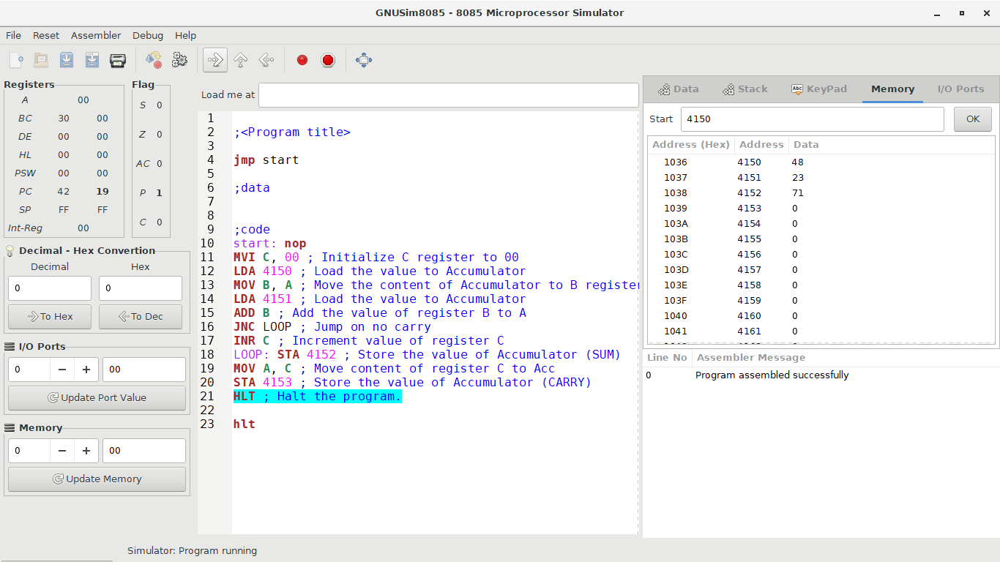 GNUSim8085 - 8085 Microprocessor Simulator
File Reset Assembler Debug Help
Registers
A 00
BC 30 00
DE 00 00
HL 00 00
PSW 00 00
PC 42 19
SP FF FF
Int-Reg 00
Flag
S 0
Z 0
AC 0
P 1
C 0
Decimal - Hex Convertion
Decimal Hex
0 0
To Hex To Dec
I/O Ports
0 00
Update Port Value
Memory
0 00
Update Memory
Load me at
1
2 ;<Program title>
3
4 jmp start
5
6 ;data
7
8
9 ;code
10 start: nop
11 MVI C, 00 ; Initialize C register to 00
12 LDA 4150 ; Load the value to Accumulator
13 MOV B, A ; Move the content of Accumulator to B register
14 LDA 4151 ; Load the value to Accumulator
15 ADD B ; Add the value of register B to A
16 JNC LOOP ; Jump on no carry
17 INR C ; Increment value of register C
18 LOOP: STA 4152 ; Store the value of Accumulator (SUM)
19 MOV A, C ; Move content of register C to Acc
20 STA 4153 ; Store the value of Accumulator (CARRY)
21 HLT ; Halt the program.
22
23 hlt
Data Stack Abc KeyPad Memory I/O Ports
Start 4150 OK
Address (Hex) Address Data
1036 4150 48
1037 4151 23
1038 4152 71
1039 4153 0
103A 4154 0
103B 4155 0
103C 4156 0
103D 4157 0
103E 4158 0
103F 4159 0
1040 4160 0
1041 4161 0
Line No Assembler Message
0 Program assembled successfully
Simulator: Program running